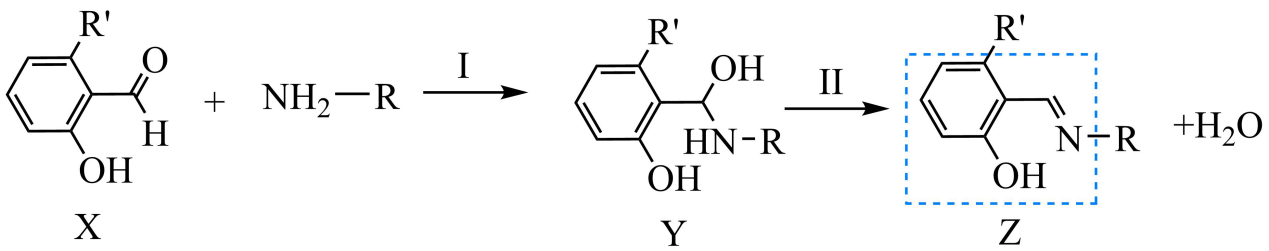 R'
O
H
OH
X
+
NH₂
R
I
R'
OH
HN
R
OH
Y
II
R'
N
R
OH
Z
+H₂O